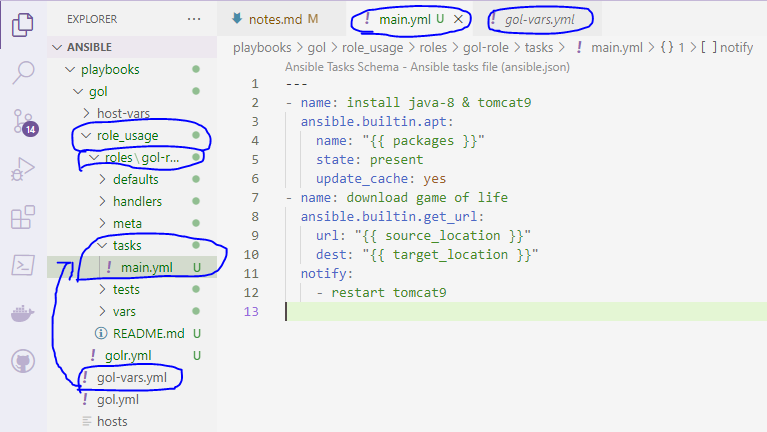 EXPLORER
···
notes.md M
! main.yml U ×
! gol-vars.yml
ANSIBLE
playbooks > gol > role_usage > roles > gol-role > tasks > ! main.yml > {} 1 > [ ] notify
playbooks
gol
host-vars
role_usage
roles\gol-r...
defaults
handlers
meta
tasks
! main.yml U
tests
vars
README.md U
! golr.yml U
! gol-vars.yml
! gol.yml
hosts
14
Ansible Tasks Schema - Ansible tasks file (ansible.json)
1 ---
2 - name: install java-8 & tomcat9
3 ansible.builtin.apt:
4 name: "{{ packages }}"
5 state: present
6 update_cache: yes
7 - name: download game of life
8 ansible.builtin.get_url:
9 url: "{{ source_location }}"
10 dest: "{{ target_location }}"
11 notify:
12 - restart tomcat9
13